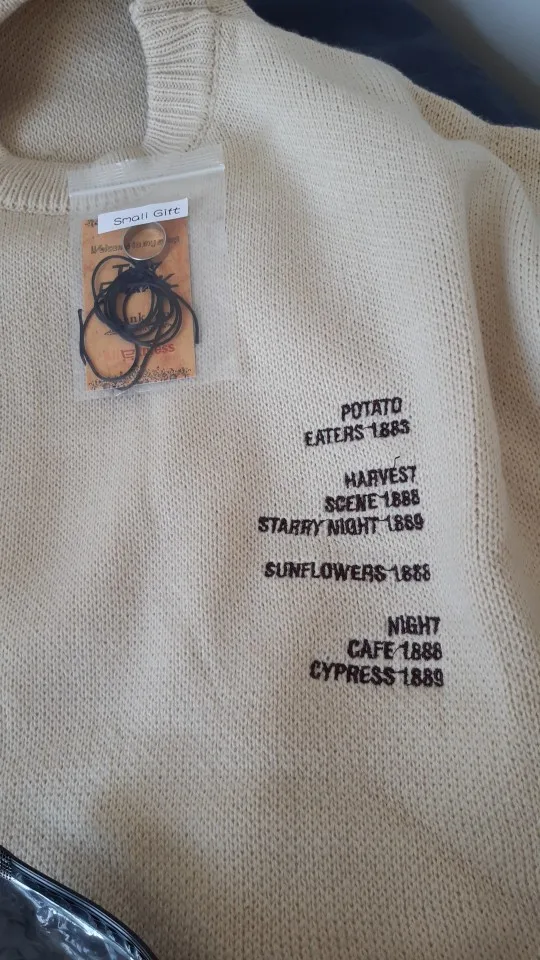 Small Gift
POTATO
EATERS 1883
HARVEST
SCENE 1888
STARRY NIGHT 1889
SUNFLOWERS 1888
NIGHT
CAFE 1888
CYPRESS 1889